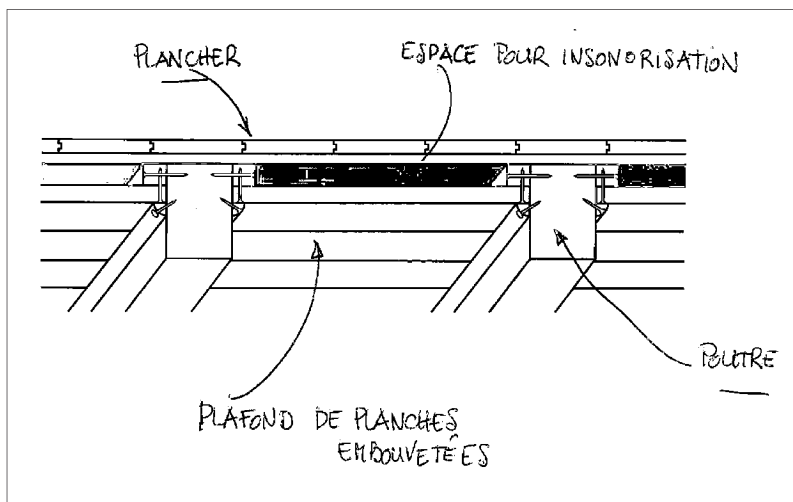 PLANCHER
ESPACE POUR INSONORISATION
POUTRE
PLAFOND DE PLANCHES
EMBOUVETÉES